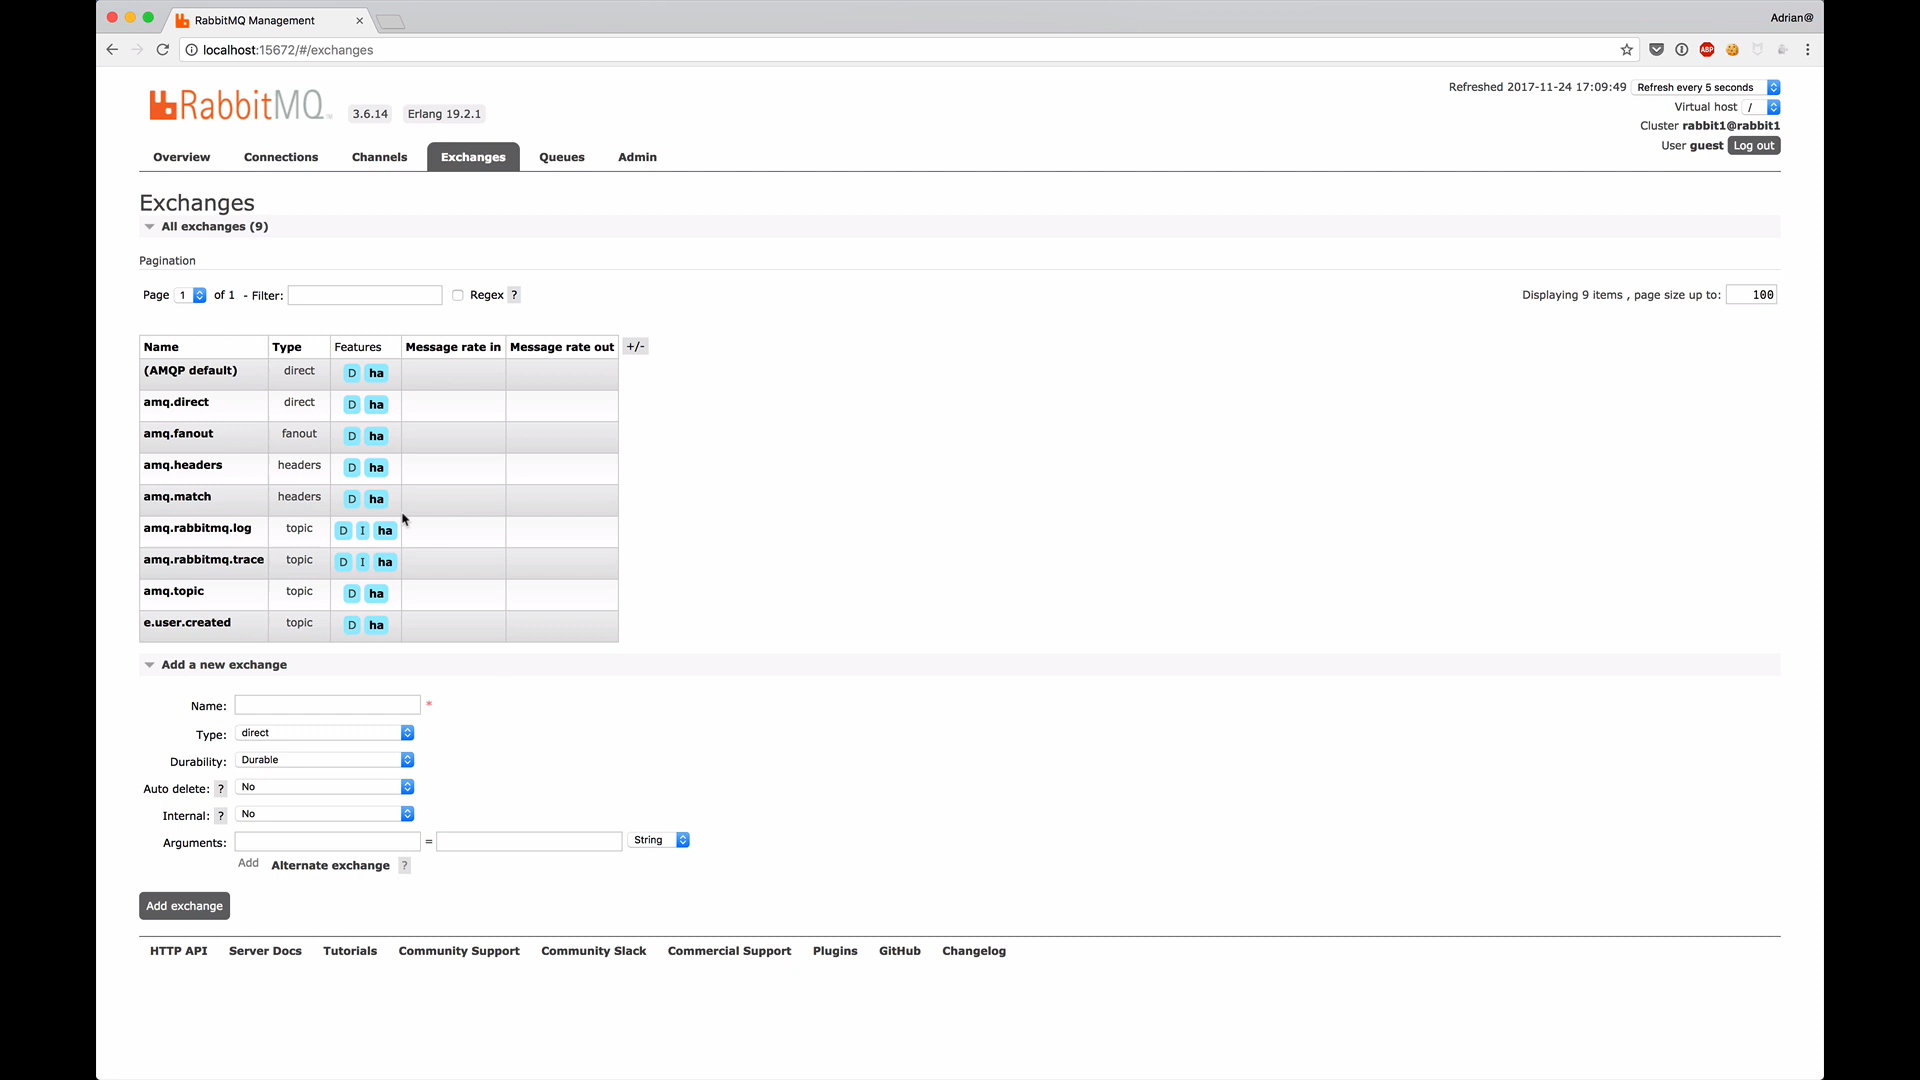 RabbitMQ Management
Adrian@
localhost:15672/#/exchanges
ABP
RabbitMQ
3.6.14
Erlang 19.2.1
Refreshed 2017-11-24 17:09:49 Refresh every 5 seconds
Virtual host /
Cluster rabbit1@rabbit1
User guest Log out
Overview Connections Channels Exchanges Queues Admin
Exchanges
All exchanges (9)
Pagination
Page 1 of 1 - Filter: Regex ?
Displaying 9 items , page size up to: 100
Name Type Features Message rate in Message rate out +/-
(AMQP default) direct D ha
amq.direct direct D ha
amq.fanout fanout D ha
amq.headers headers D ha
amq.match headers D ha
amq.rabbitmq.log topic D I ha
amq.rabbitmq.trace topic D I ha
amq.topic topic D ha
e.user.created topic D ha
Add a new exchange
Name: *
Type: direct
Durability: Durable
Auto delete: ? No
Internal: ? No
Arguments: = String
Add Alternate exchange ?
Add exchange
HTTP API Server Docs Tutorials Community Support Community Slack Commercial Support Plugins GitHub Changelog